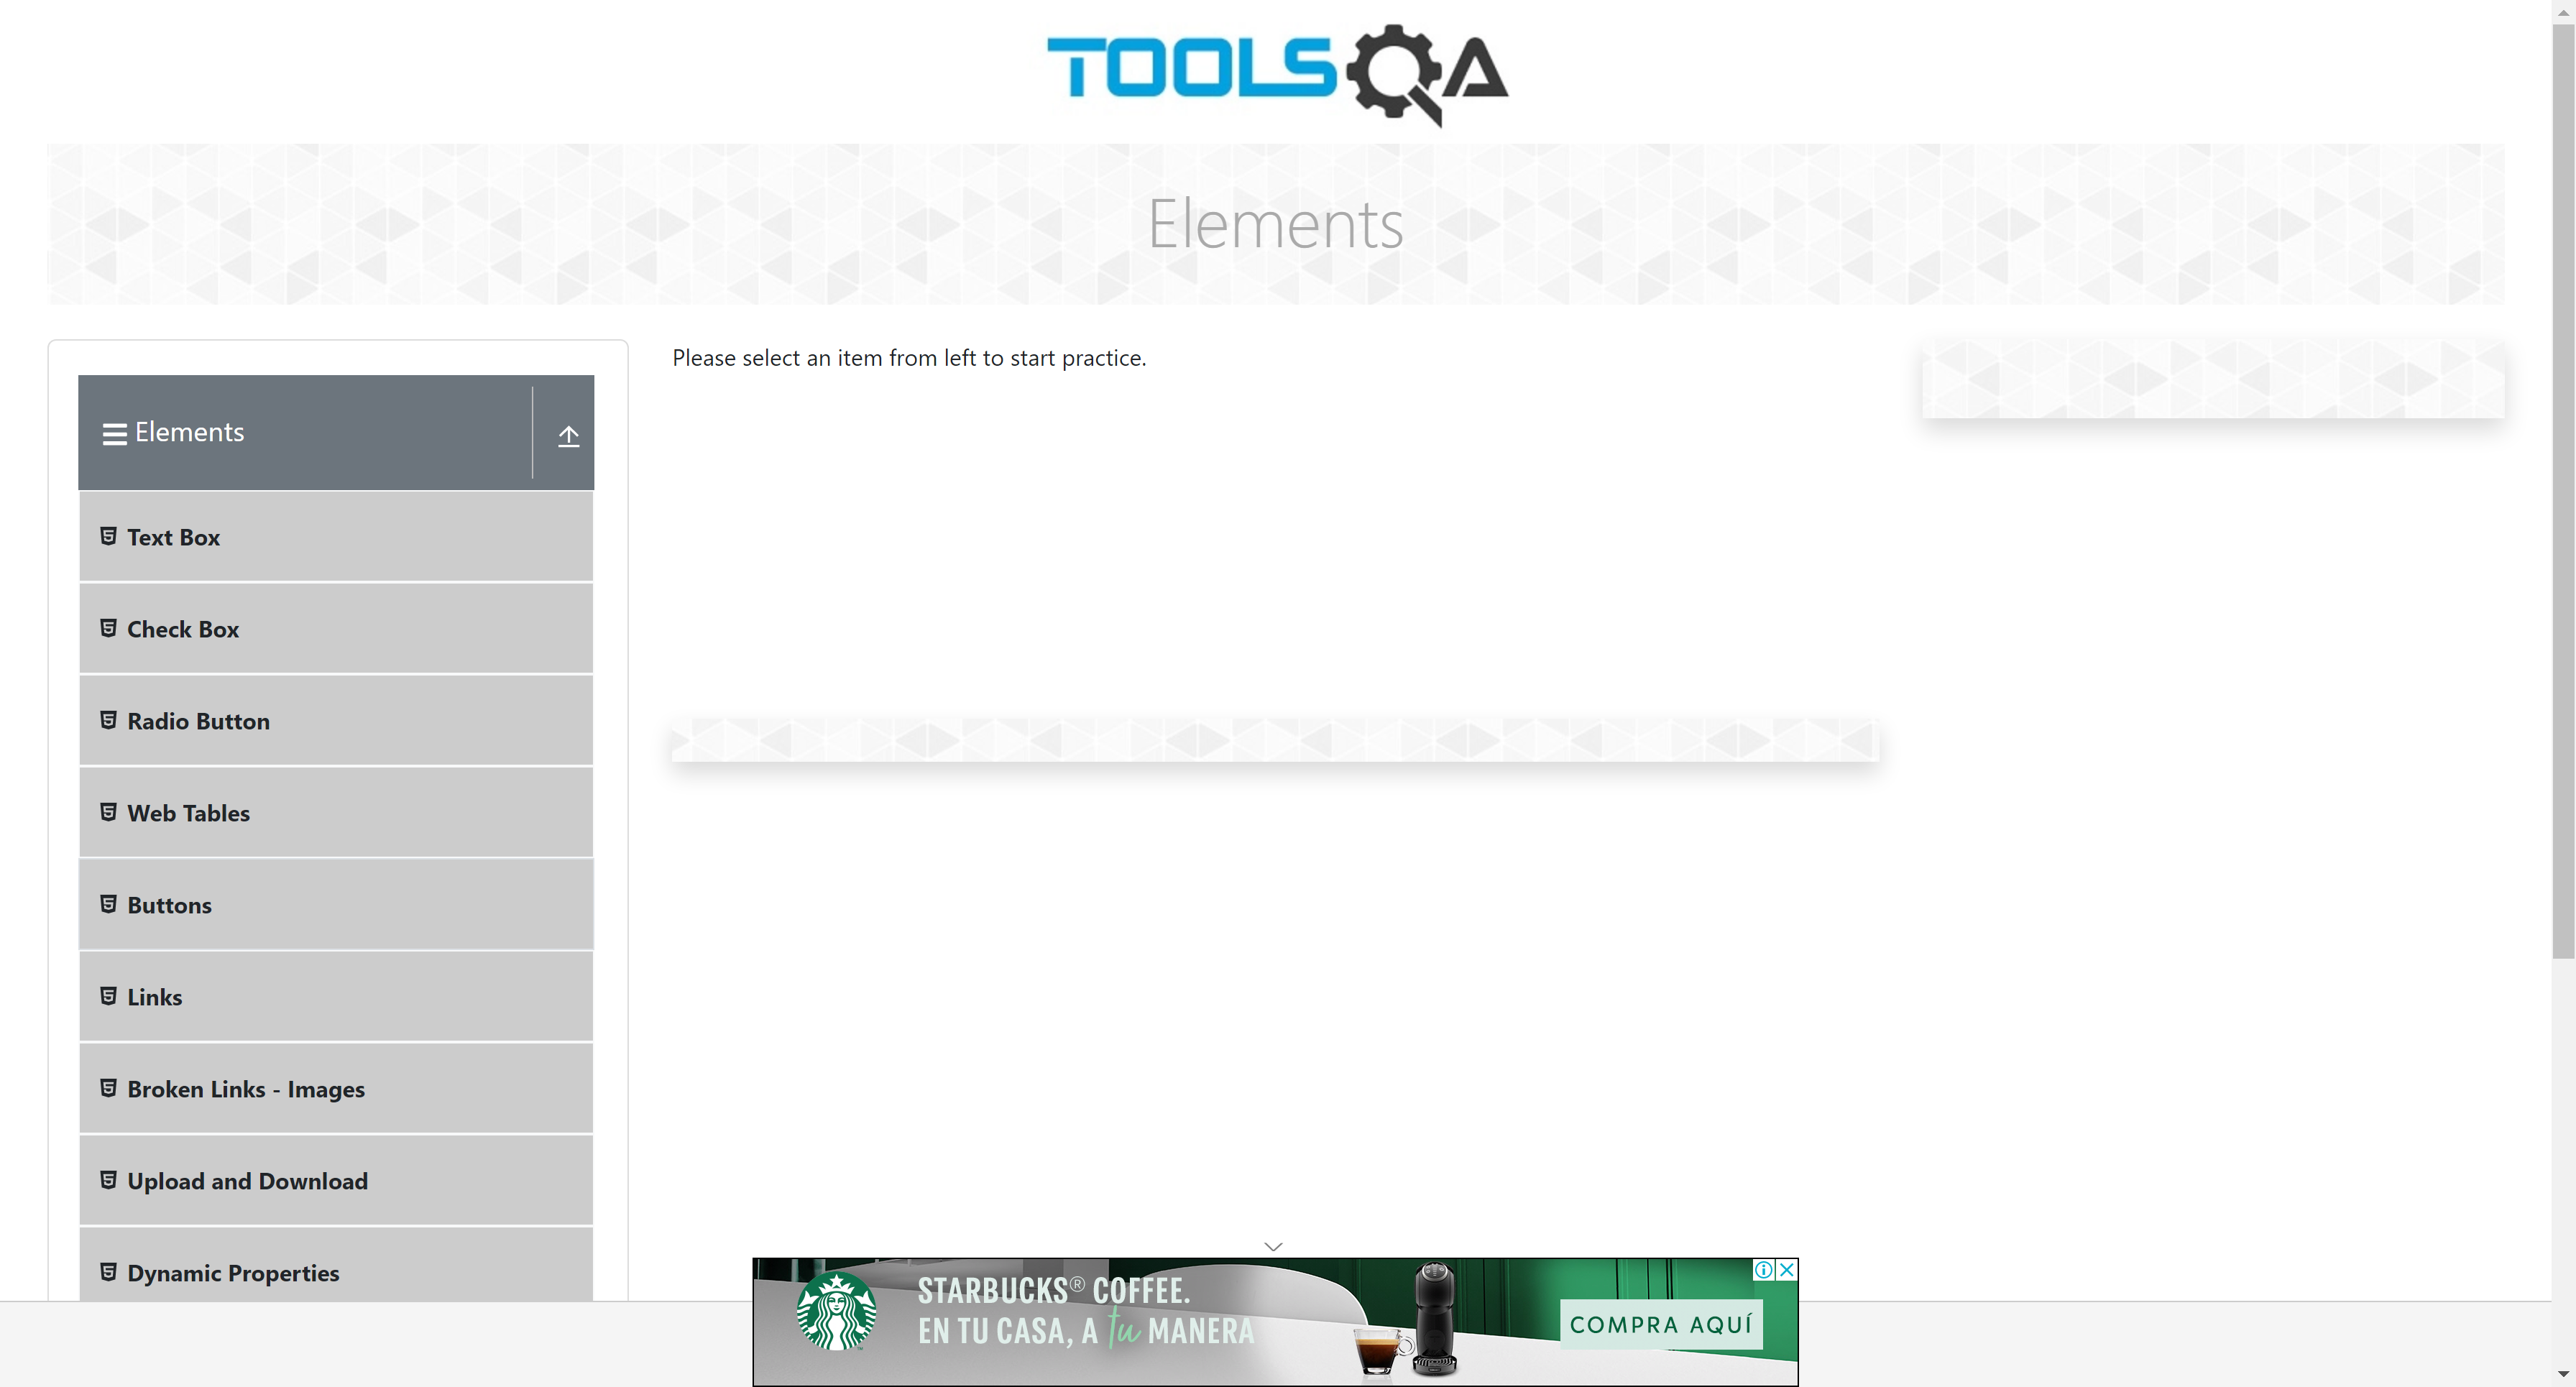 TOOLSQA
Elements
Please select an item from left to start practice.
Elements
Text Box
Check Box
Radio Button
Web Tables
Buttons
Links
Broken Links - Images
Upload and Download
Dynamic Properties
STARBUCKS® COFFEE.
EN TU CASA, A tu MANERA
COMPRA AQUÍ